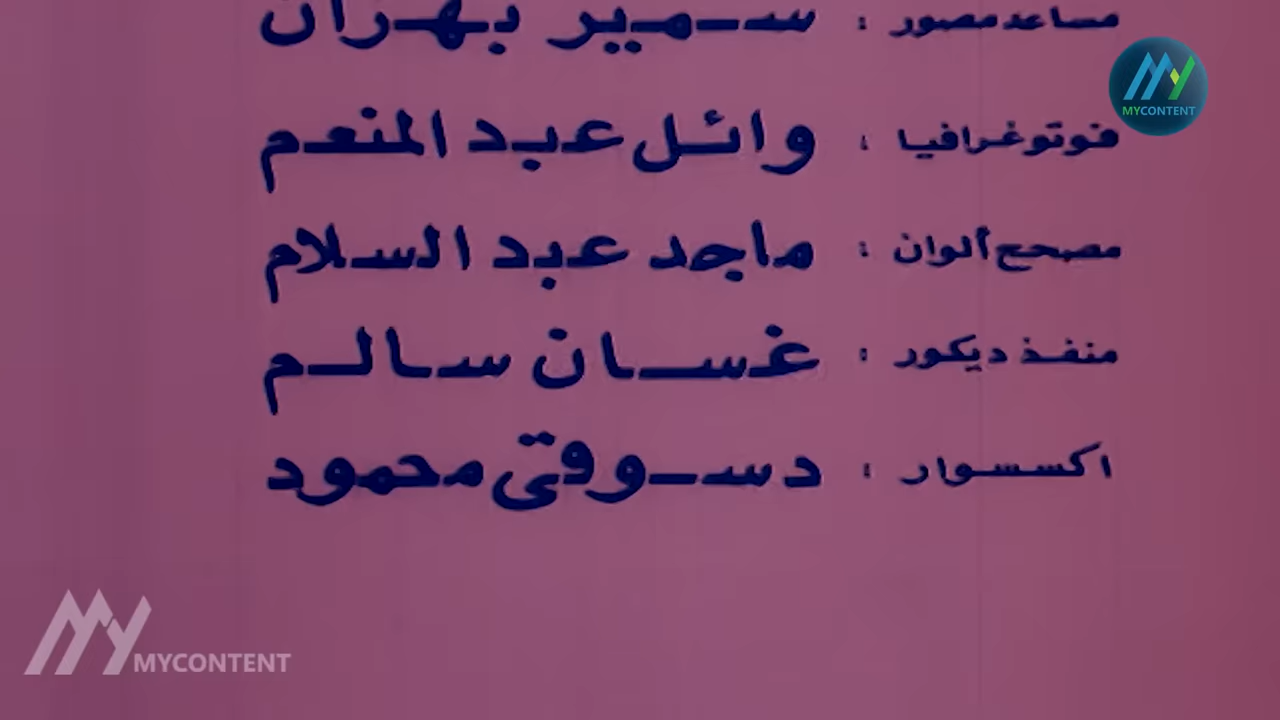 مساعد مصور : سمير بهران
فوتوغرافيا : وائل عبد المنعم
مصحح ألوان : ماجد عبد السلام
منفذ ديكور : غسان سالم
اكسسوار : دسوقى محمود
MYCONTENT
MYCONTENT